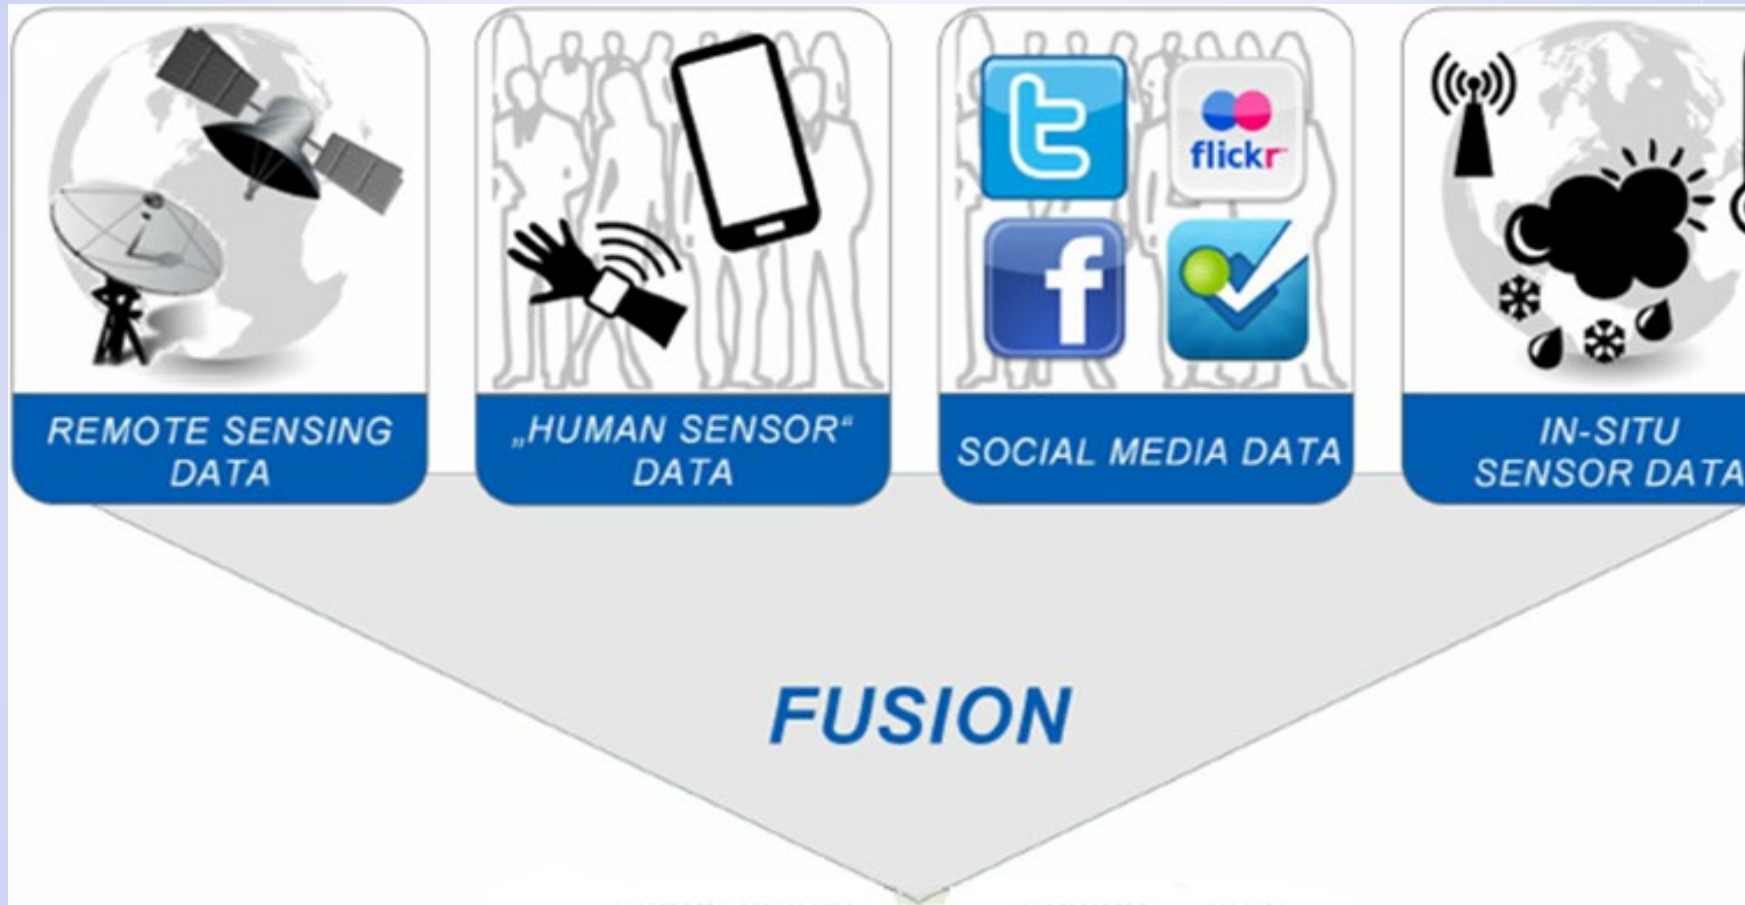 flickr
REMOTE SENSING
DATA
„HUMAN SENSOR“
DATA
SOCIAL MEDIA DATA
IN-SITU
SENSOR DATA
FUSION